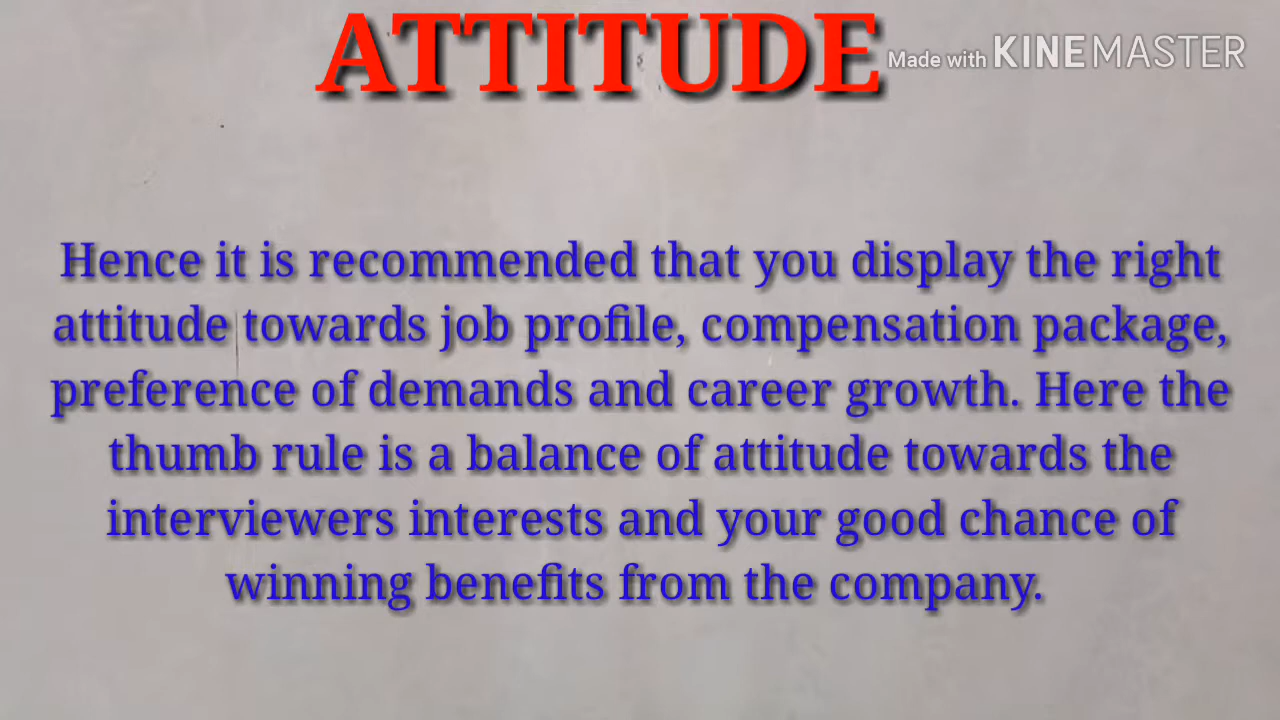 ATTITUDE
Made with KINEMASTER
Hence it is recommended that you display the right
attitude towards job profile, compensation package,
preference of demands and career growth. Here the
thumb rule is a balance of attitude towards the
interviewers interests and your good chance of
winning benefits from the company.